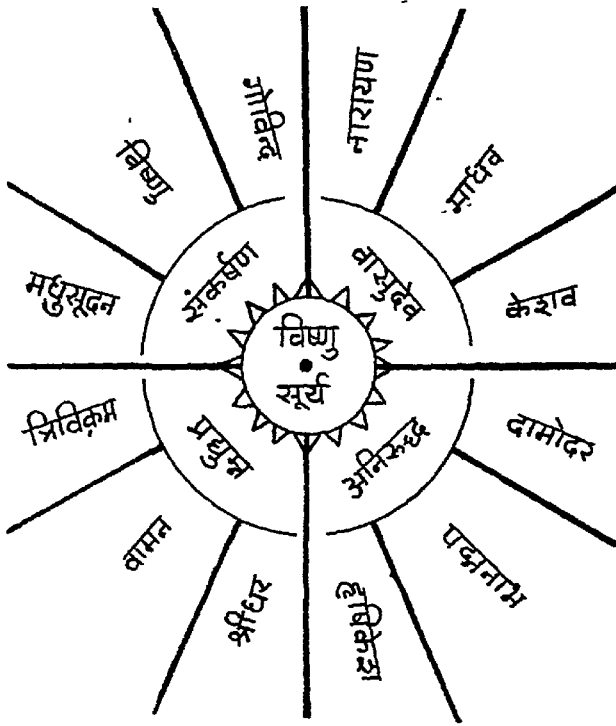 गोविन्द
नारायण
विष्णु
माधव
संकर्षण
वासुदेव
मधुसूदन
केशव
विष्णु
सूर्य
त्रिविक्रम
दामोदर
प्रद्युम्न
अनिरुध्द
वामन
पद्मनाभ
श्रीधर